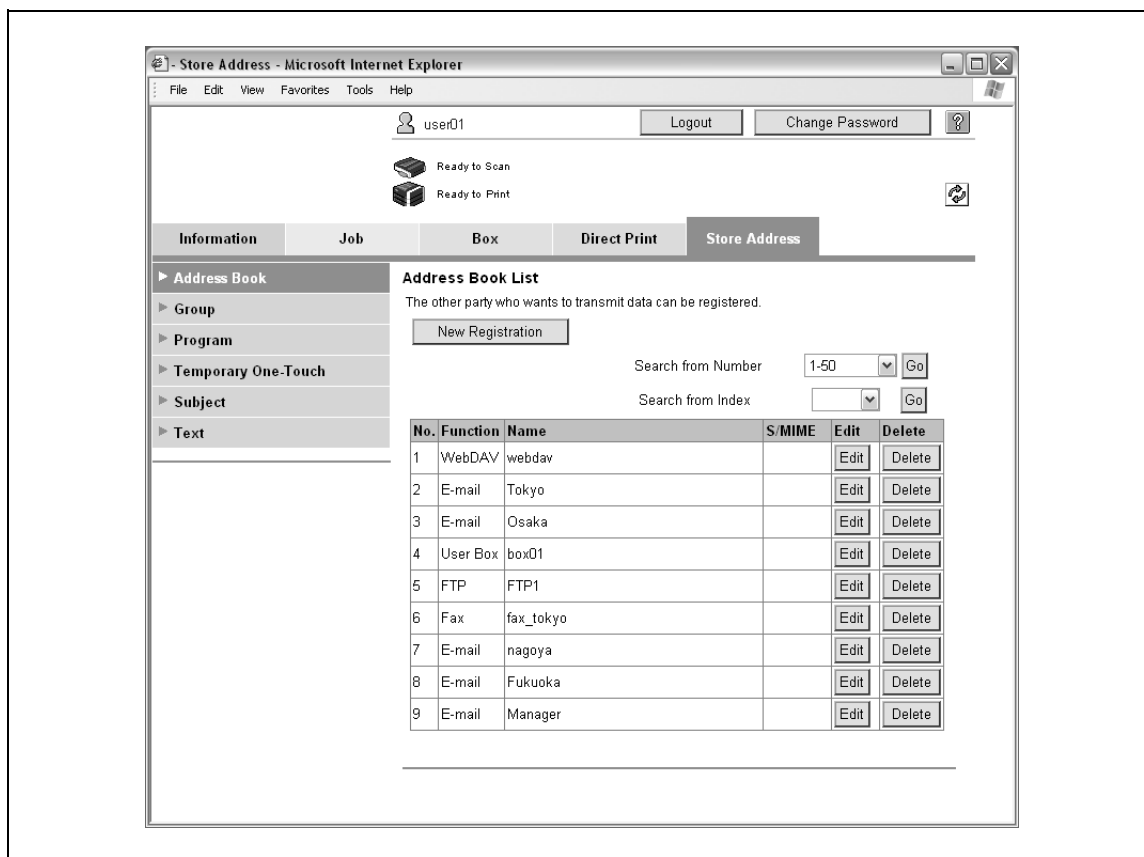 - Store Address - Microsoft Internet Explorer
File Edit View Favorites Tools Help
user01 Logout Change Password ?
Ready to Scan
Ready to Print
Information Job Box Direct Print Store Address
Address Book
Group
Program
Temporary One-Touch
Subject
Text
Address Book List
The other party who wants to transmit data can be registered.
New Registration
Search from Number 1-50 Go
Search from Index Go
No. Function Name S/MIME Edit Delete
1 WebDAV webdav Edit Delete
2 E-mail Tokyo Edit Delete
3 E-mail Osaka Edit Delete
4 User Box box01 Edit Delete
5 FTP FTP1 Edit Delete
6 Fax fax_tokyo Edit Delete
7 E-mail nagoya Edit Delete
8 E-mail Fukuoka Edit Delete
9 E-mail Manager Edit Delete